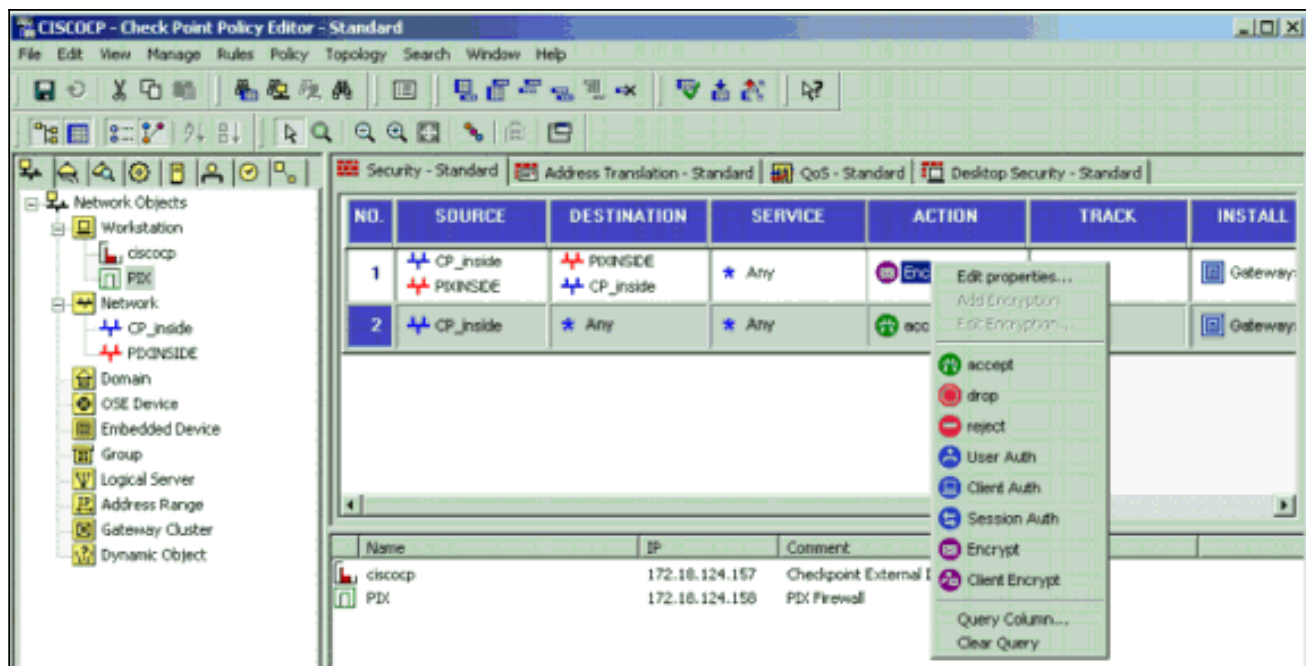 CISCOCP - Check Point Policy Editor - Standard
File Edit View Manage Rules Policy Topology Search Window Help
Security - Standard Address Translation - Standard QoS - Standard Desktop Security - Standard
Network Objects
Workstation
ciscocp
PIX
Network
CP_inside
PIXINSIDE
Domain
OSE Device
Embedded Device
Group
Logical Server
Address Range
Gateway Cluster
Dynamic Object
NO. SOURCE DESTINATION SERVICE ACTION TRACK INSTALL
1 CP_inside PIXINSIDE Any Enc Gateways
PIXINSIDE CP_inside
2 CP_inside Any Any acc Gateways
Edit properties...
Add Encryption
Edit Encryption...
accept
drop
reject
User Auth
Client Auth
Session Auth
Encrypt
Client Encrypt
Query Column...
Clear Query
Name IP Comment
ciscocp 172.18.124.157 Checkpoint External
PIX 172.18.124.158 PIX Firewall